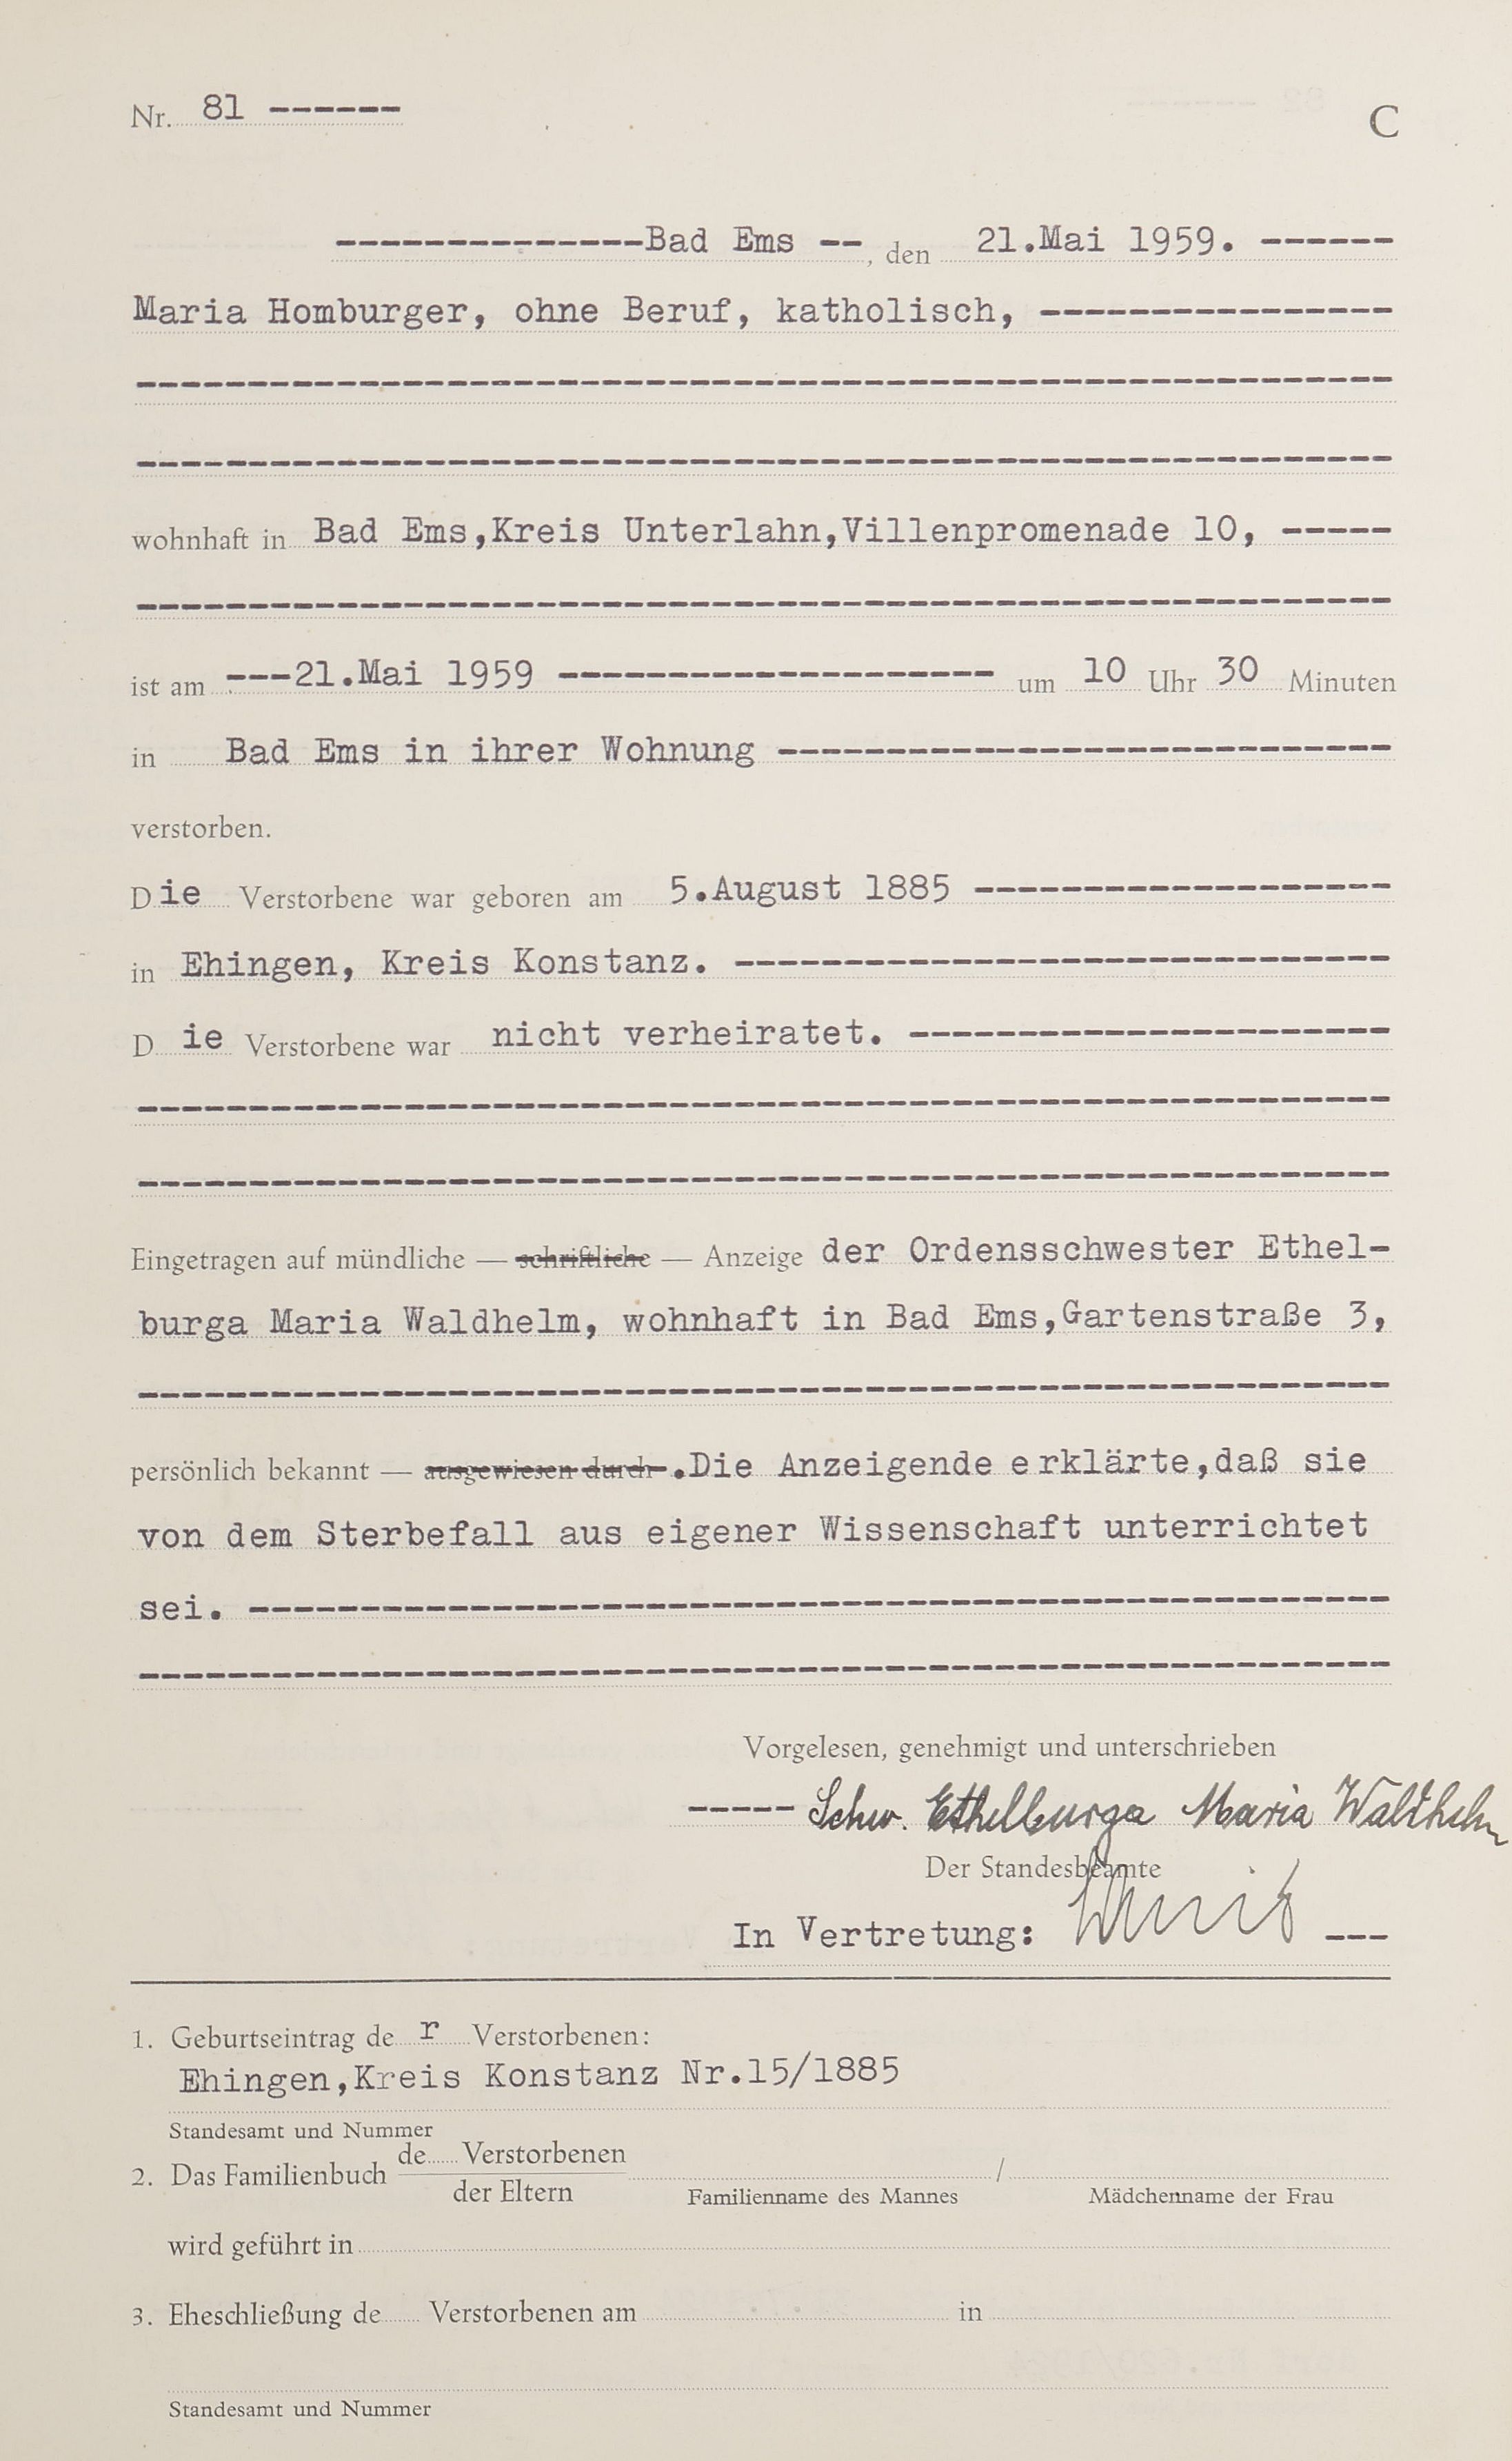 Nr. 81 ------
C
--------------Bad Ems --, den 21.Mai 1959. ------
Maria Homburger, ohne Beruf, katholisch, ----------------
wohnhaft in Bad Ems,Kreis Unterlahn,Villenpromenade 10, -----
ist am ---21.Mai 1959 -------------------- um 10 Uhr 30 Minuten
in Bad Ems in ihrer Wohnung ----------------------------
verstorben.
Die Verstorbene war geboren am 5.August 1885 -------------------
in Ehingen, Kreis Konstanz. ------------------------------
Die Verstorbene war nicht verheiratet. ----------------------
Eingetragen auf mündliche — schriftliche — Anzeige der Ordensschwester Ethel-
burga Maria Waldhelm, wohnhaft in Bad Ems,Gartenstraße 3,
persönlich bekannt — ausgewiesen durch .Die Anzeigende erklärte,daß sie
von dem Sterbefall aus eigener Wissenschaft unterrichtet
sei. ----------------------------------------------------
Vorgelesen, genehmigt und unterschrieben
----- Schw. Ethelburga Maria Waldhelm
Der Standesbeamte
In Vertretung: ---
1. Geburtseintrag der Verstorbenen:
Ehingen,Kreis Konstanz Nr.15/1885
Standesamt und Nummer
2. Das Familienbuch de Verstorbenen /
der Eltern
Familienname des Mannes Mädchenname der Frau
wird geführt in
3. Eheschließung de Verstorbenen am in
Standesamt und Nummer